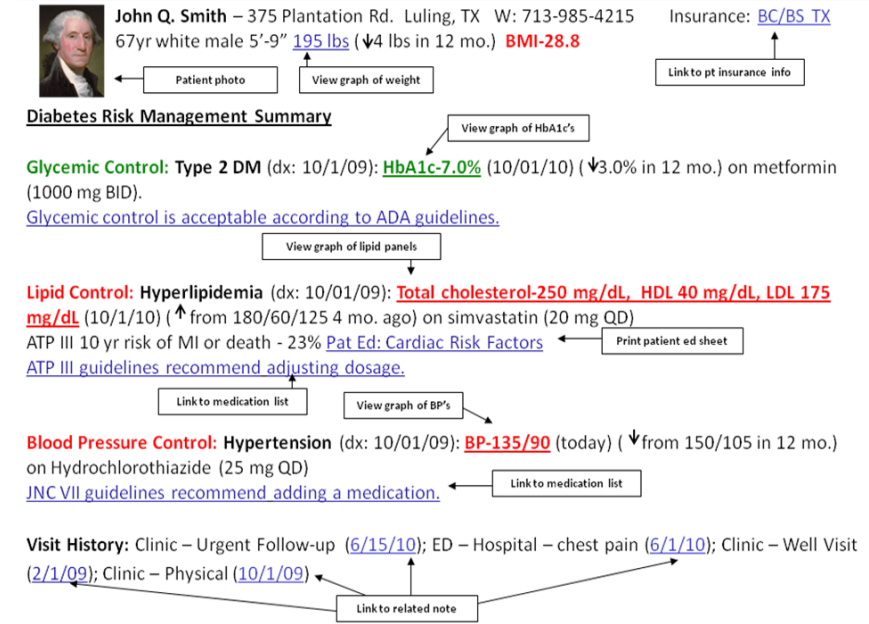 John Q. Smith – 375 Plantation Rd. Luling, TX W: 713-985-4215 Insurance: BC/BS TX
67yr white male 5’-9” 195 lbs (↓4 lbs in 12 mo.) BMI-28.8
Patient photo
View graph of weight
Link to pt insurance info
Diabetes Risk Management Summary
View graph of HbA1c’s
Glycemic Control: Type 2 DM (dx: 10/1/09): HbA1c-7.0% (10/01/10) (↓3.0% in 12 mo.) on metformin
(1000 mg BID).
Glycemic control is acceptable according to ADA guidelines.
View graph of lipid panels
Lipid Control: Hyperlipidemia (dx: 10/01/09): Total cholesterol-250 mg/dL, HDL 40 mg/dL, LDL 175
mg/dL (10/1/10) (↑from 180/60/125 4 mo. ago) on simvastatin (20 mg QD)
ATP III 10 yr risk of MI or death - 23% Pat Ed: Cardiac Risk Factors
Print patient ed sheet
ATP III guidelines recommend adjusting dosage.
Link to medication list
View graph of BP’s
Blood Pressure Control: Hypertension (dx: 10/01/09): BP-135/90 (today) (↓from 150/105 in 12 mo.)
on Hydrochlorothiazide (25 mg QD)
JNC VII guidelines recommend adding a medication.
Link to medication list
Visit History: Clinic – Urgent Follow-up (6/15/10); ED – Hospital – chest pain (6/1/10); Clinic – Well Visit
(2/1/09); Clinic – Physical (10/1/09)
Link to related note